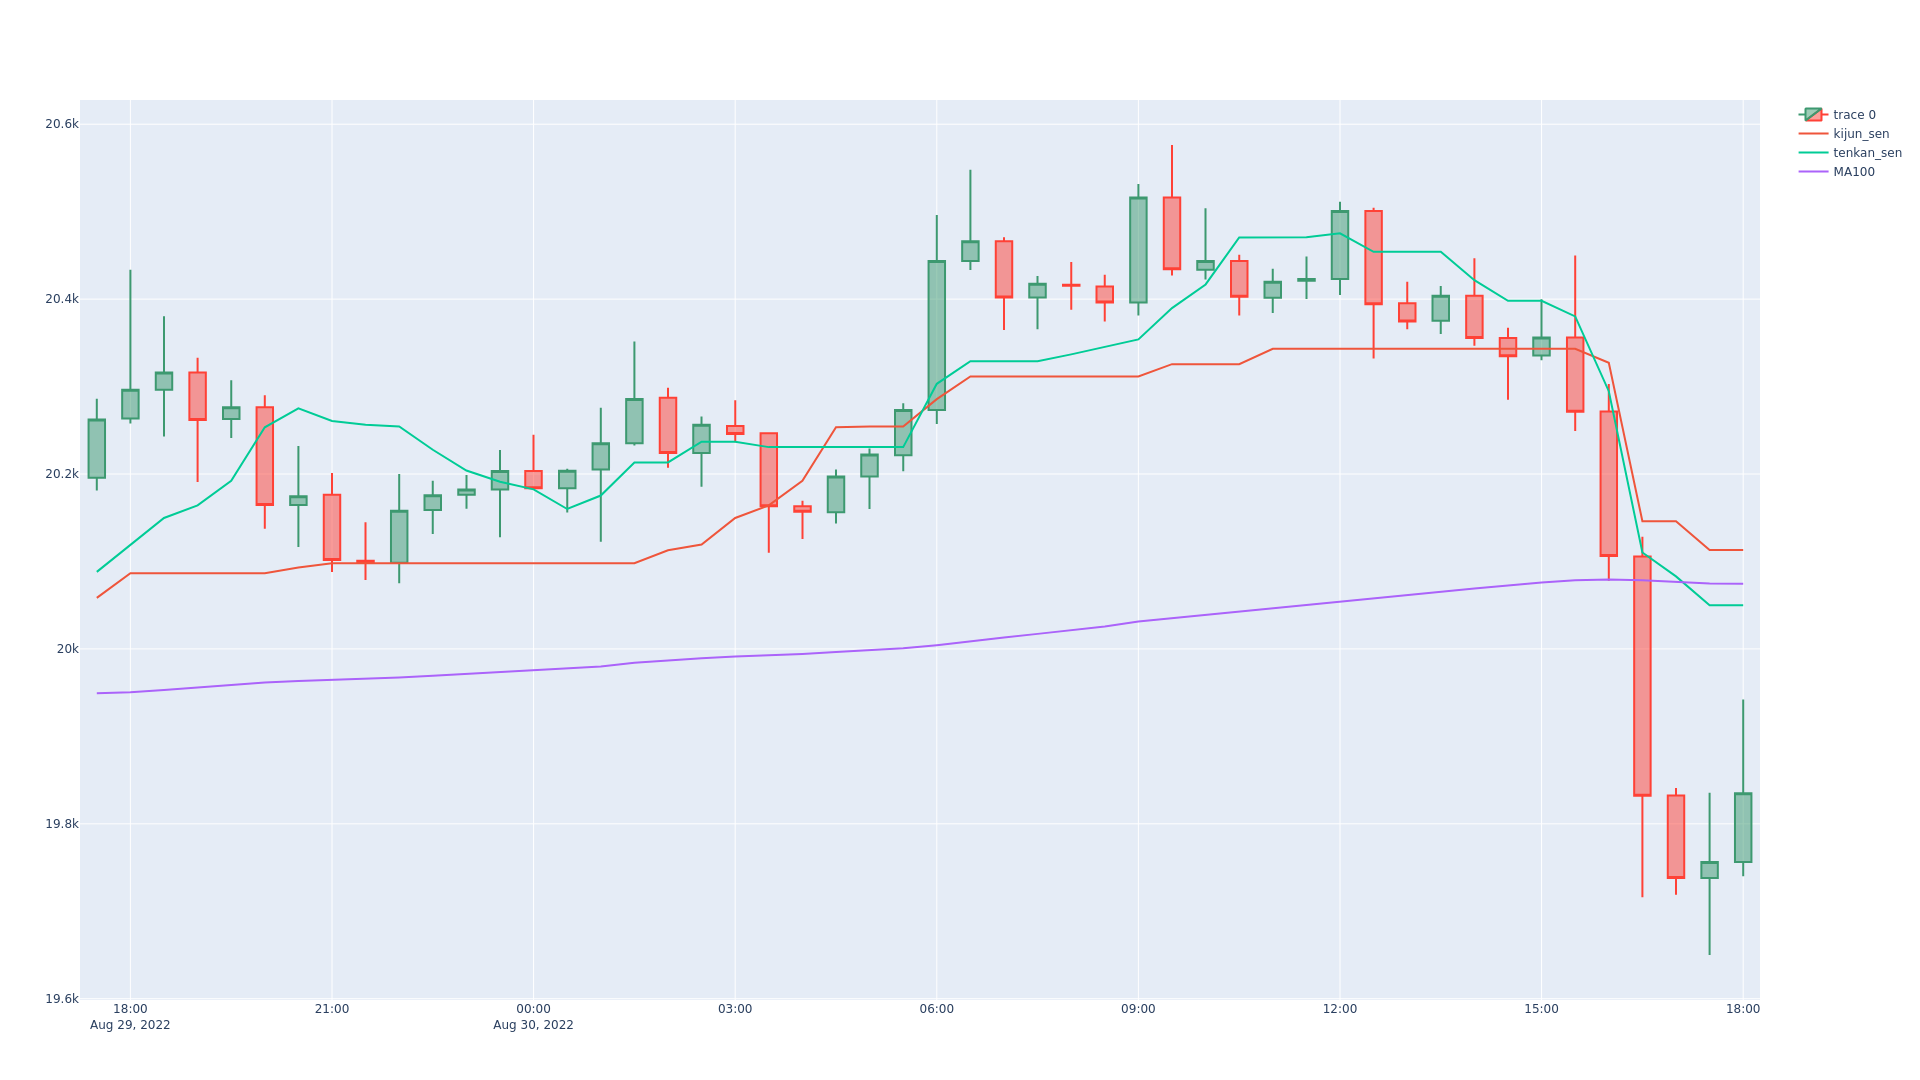 20.6k
20.4k
20.2k
20k
19.8k
19.6k
18:00
Aug 29, 2022
21:00
00:00
Aug 30, 2022
03:00
06:00
09:00
12:00
15:00
18:00
trace 0
kijun_sen
tenkan_sen
MA100